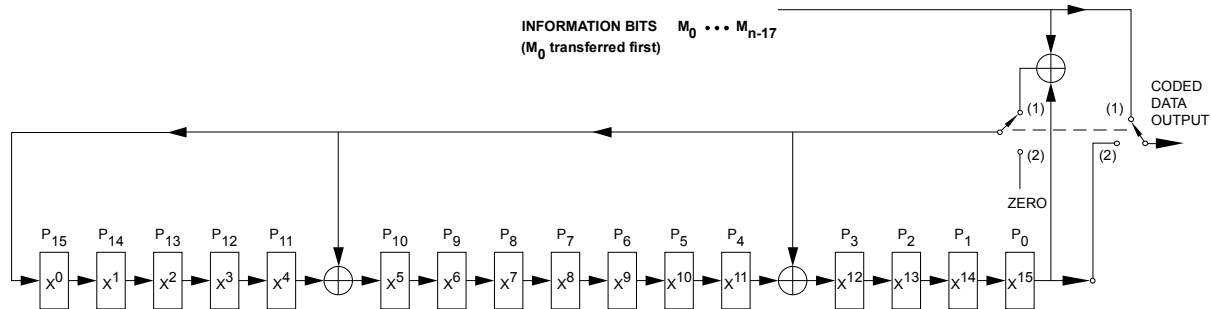 INFORMATION BITS M0 • • • Mn-17
(M0 transferred first)
CODED
DATA
OUTPUT
(1)
(1)
(2)
(2)
ZERO
P15 P14 P13 P12 P11 P10 P9 P8 P7 P6 P5 P4 P3 P2 P1 P0
X0 X1 X2 X3 X4 X5 X6 X7 X8 X9 X10 X11 X12 X13 X14 X15